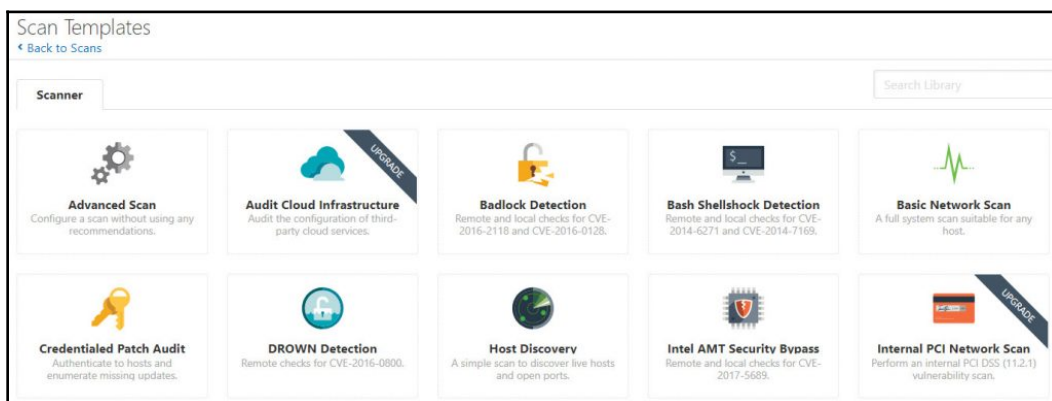 Scan Templates
Back to Scans
Scanner
Search Library
Advanced Scan
Configure a scan without using any
recommendations.
UPGRADE
Audit Cloud Infrastructure
Audit the configuration of third-
party cloud services.
Badlock Detection
Remote and local checks for CVE-
2016-2118 and CVE-2016-0128.
$_
Bash Shellshock Detection
Remote and local checks for CVE-
2014-6271 and CVE-2014-7169.
Basic Network Scan
A full system scan suitable for any
host.
Credentialed Patch Audit
Authenticate to hosts and
enumerate missing updates.
DROWN Detection
Remote checks for CVE-2016-0800.
Host Discovery
A simple scan to discover live hosts
and open ports.
Intel AMT Security Bypass
Remote and local checks for CVE-
2017-5689.
UPGRADE
Internal PCI Network Scan
Perform an internal PCI DSS (11.2.1)
vulnerability scan.